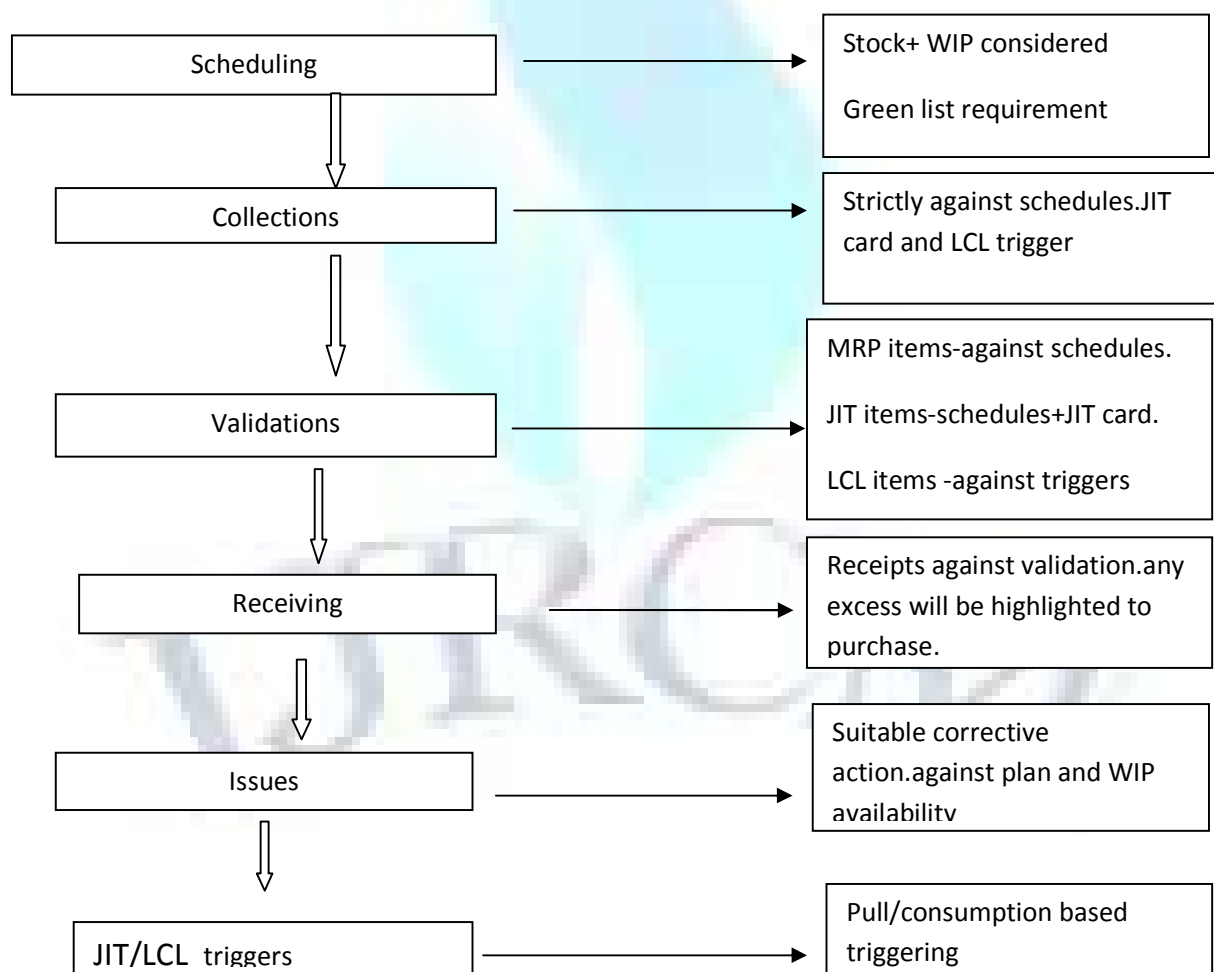 Scheduling
Stock+ WIP considered
Green list requirement
Collections
Strictly against schedules.JIT
card and LCL trigger
Validations
MRP items-against schedules.
JIT items-schedules+JIT card.
LCL items -against triggers
Receiving
Receipts against validation.any
excess will be highlighted to
purchase.
Issues
Suitable corrective
action.against plan and WIP
availability
JIT/LCL triggers
Pull/consumption based
triggering